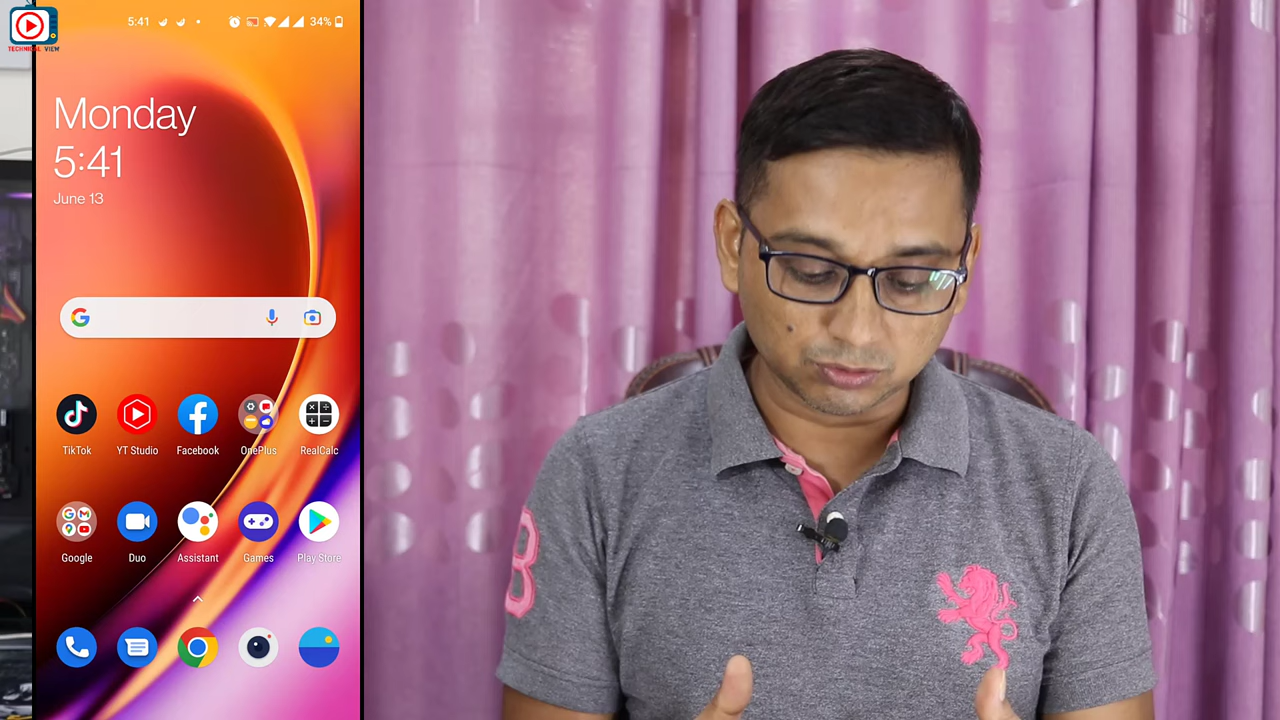 TECHNICAL VIEW
5:41
34%
Monday
5:41
June 13
TikTok
YT Studio
Facebook
OnePlus
RealCalc
Google
Duo
Assistant
Games
Play Store
8